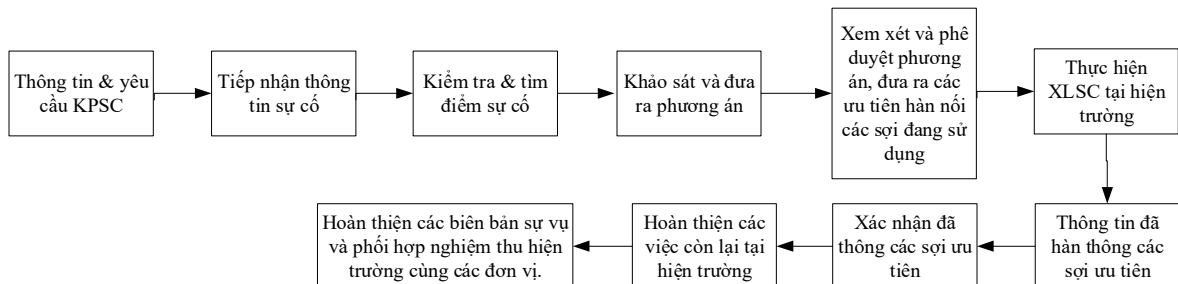 Thông tin & yêu
cầu KPSC
Tiếp nhận thông
tin sự cố
Kiểm tra & tìm
điểm sự cố
Khảo sát và đưa
ra phương án
Xem xét và phê
duyệt phương
án, đưa ra các
ưu tiên hàn nối
các sợi đang sử
dụng
Thực hiện
XLSC tại hiện
trường
Thông tin đã
hàn thông các
sợi ưu tiên
Xác nhận đã
thông các sợi ưu
tiên
Hoàn thiện các
việc còn lại tại
hiện trường
Hoàn thiện các biên bản sự vụ
và phối hợp nghiệm thu hiện
trường cùng các đơn vị.